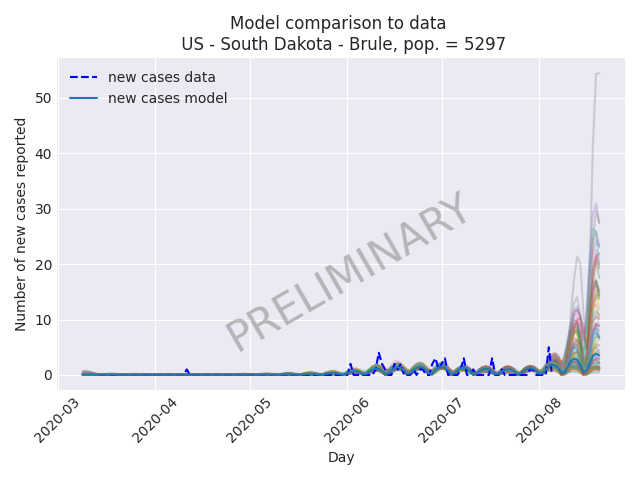 Model comparison to data
US - South Dakota - Brule, pop. = 5297
new cases data
new cases model
PRELIMINARY
Number of new cases reported
50
40
30
20
10
0
2020-03
2020-04
2020-05
2020-06
2020-07
2020-08
Day